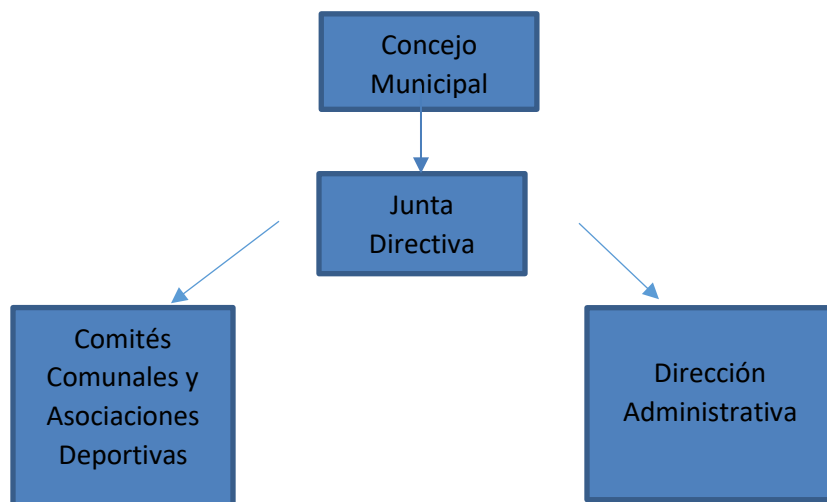 Concejo
Municipal
Junta
Directiva
Comités
Comunales y
Asociaciones
Deportivas
Dirección
Administrativa